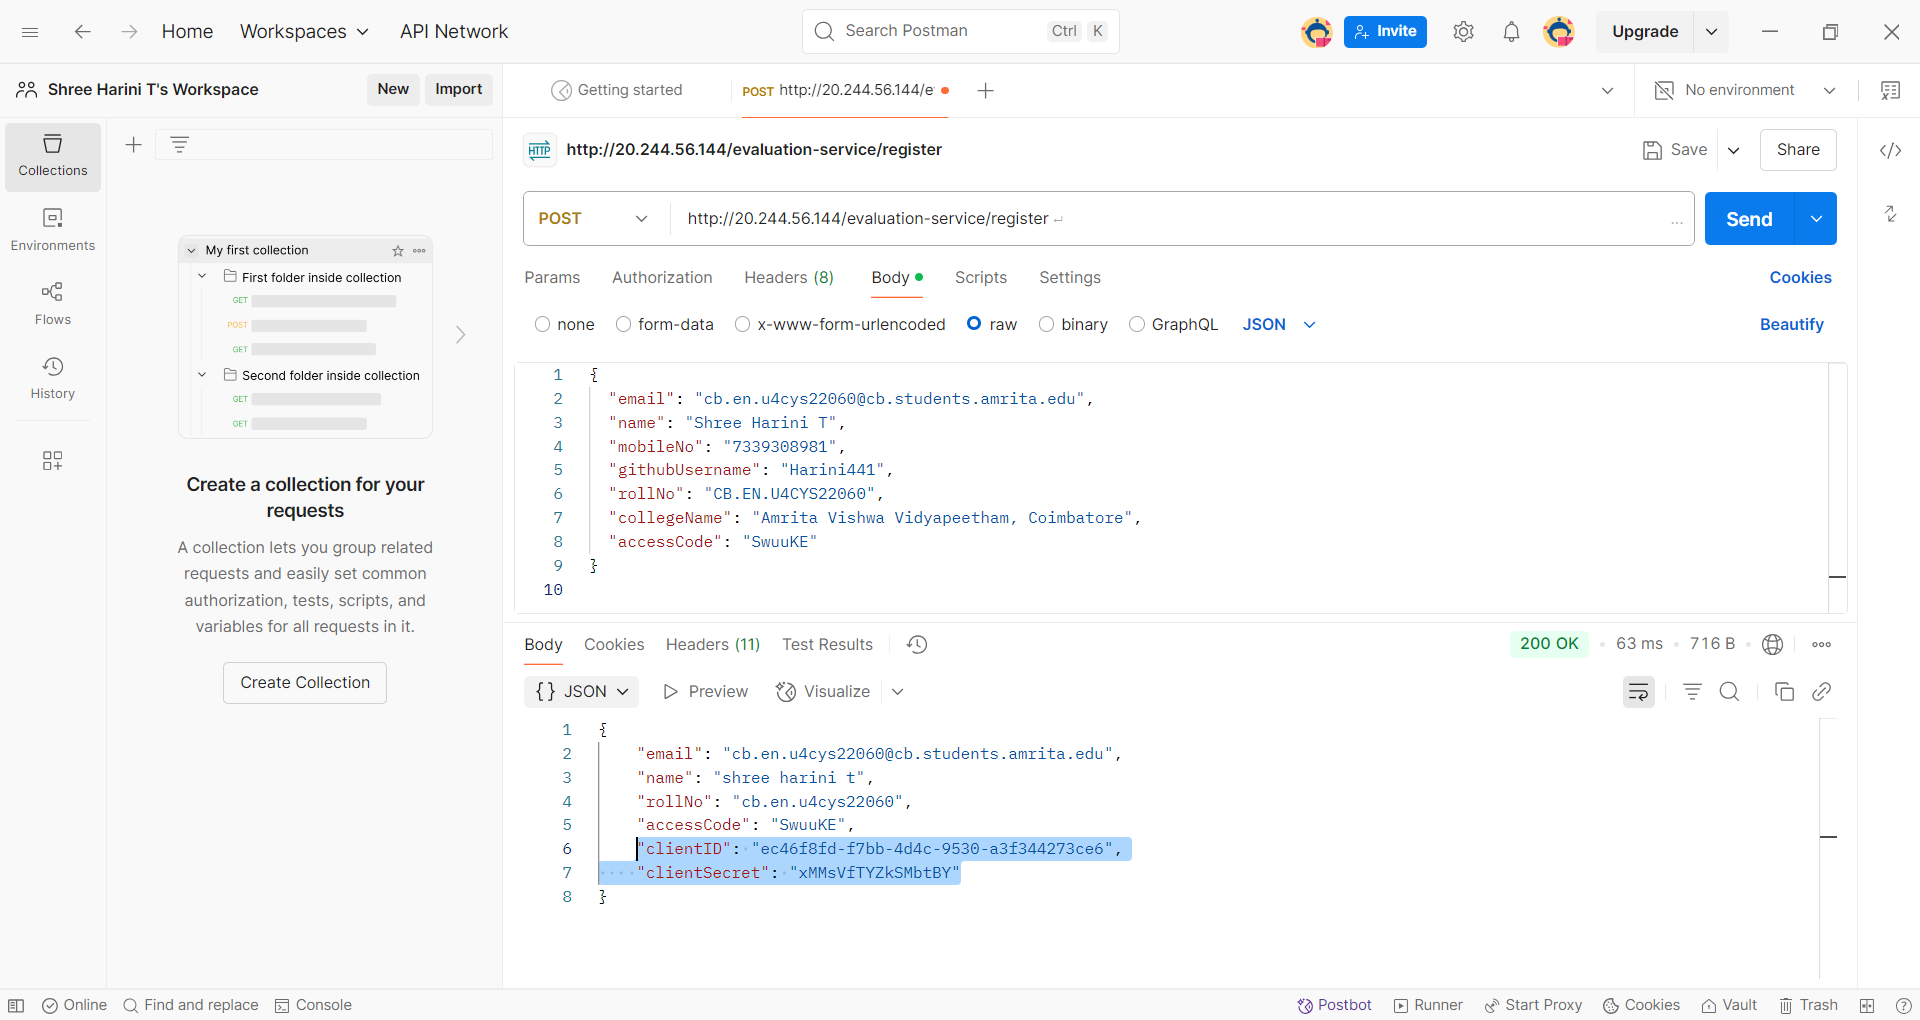 Home Workspaces API Network Search Postman Ctrl K Invite Upgrade
Shree Harini T's Workspace New Import Getting started POST http://20.244.56.144/e No environment
Collections
Environments
Flows
History
My first collection
First folder inside collection
GET
POST
GET
Second folder inside collection
GET
GET
Create a collection for your
requests
A collection lets you group related
requests and easily set common
authorization, tests, scripts, and
variables for all requests in it.
Create Collection
HTTP http://20.244.56.144/evaluation-service/register Save Share
POST http://20.244.56.144/evaluation-service/register ... Send
Params Authorization Headers (8) Body Scripts Settings Cookies
none form-data x-www-form-urlencoded raw binary GraphQL JSON Beautify
1 {
2 "email": "cb.en.u4cys22060@cb.students.amrita.edu",
3 "name": "Shree Harini T",
4 "mobileNo": "7339308981",
5 "githubUsername": "Harini441",
6 "rollNo": "CB.EN.U4CYS22060",
7 "collegeName": "Amrita Vishwa Vidyapeetham, Coimbatore",
8 "accessCode": "SwuuKE"
9 }
10
Body Cookies Headers (11) Test Results 200 OK 63 ms 716 B
{} JSON Preview Visualize
1 {
2 "email": "cb.en.u4cys22060@cb.students.amrita.edu",
3 "name": "shree harini t",
4 "rollNo": "cb.en.u4cys22060",
5 "accessCode": "SwuuKE",
6 "clientID": "ec46f8fd-f7bb-4d4c-9530-a3f344273ce6",
7 "clientSecret": "xMMsVfTYZkSMbtBY"
8 }
Online Find and replace Console Postbot Runner Start Proxy Cookies Vault Trash